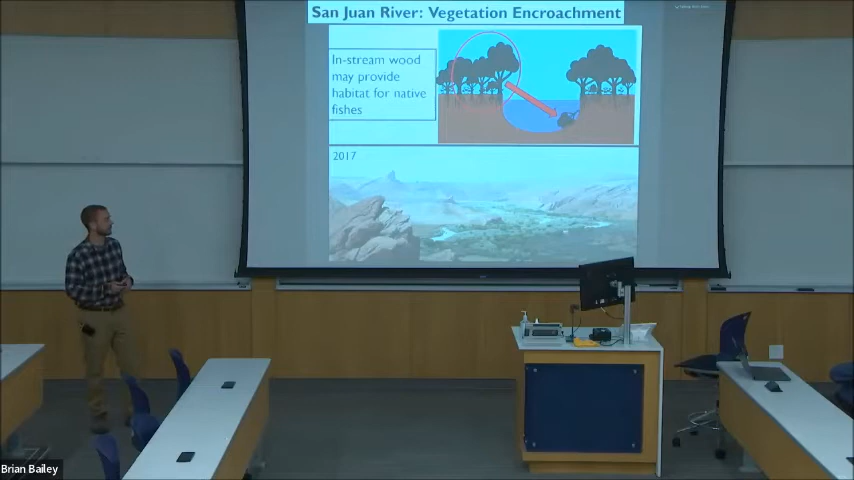 San Juan River: Vegetation Encroachment
In-stream wood
may provide
habitat for native
fishes
2017
Brian Bailey